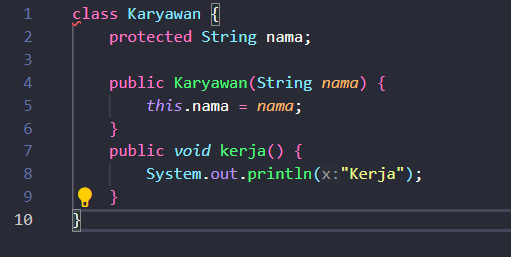 1 class Karyawan {
2 protected String nama;
3
4 public Karyawan(String nama) {
5 this.nama = nama;
6 }
7 public void kerja() {
8 System.out.println(x:"Kerja");
9 }
10 }